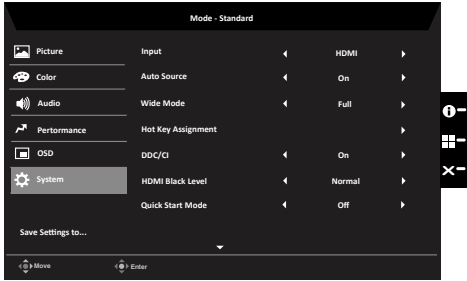 Mode - Standard
Picture
Input HDMI
Color
Auto Source On
Audio
Wide Mode Full
Pertormance
Hot Key Assignment
OSD
DDC/CI On
System
HDMI Black Level Normal
Quick Start Mode Off
Save Settings to...
Move Enter